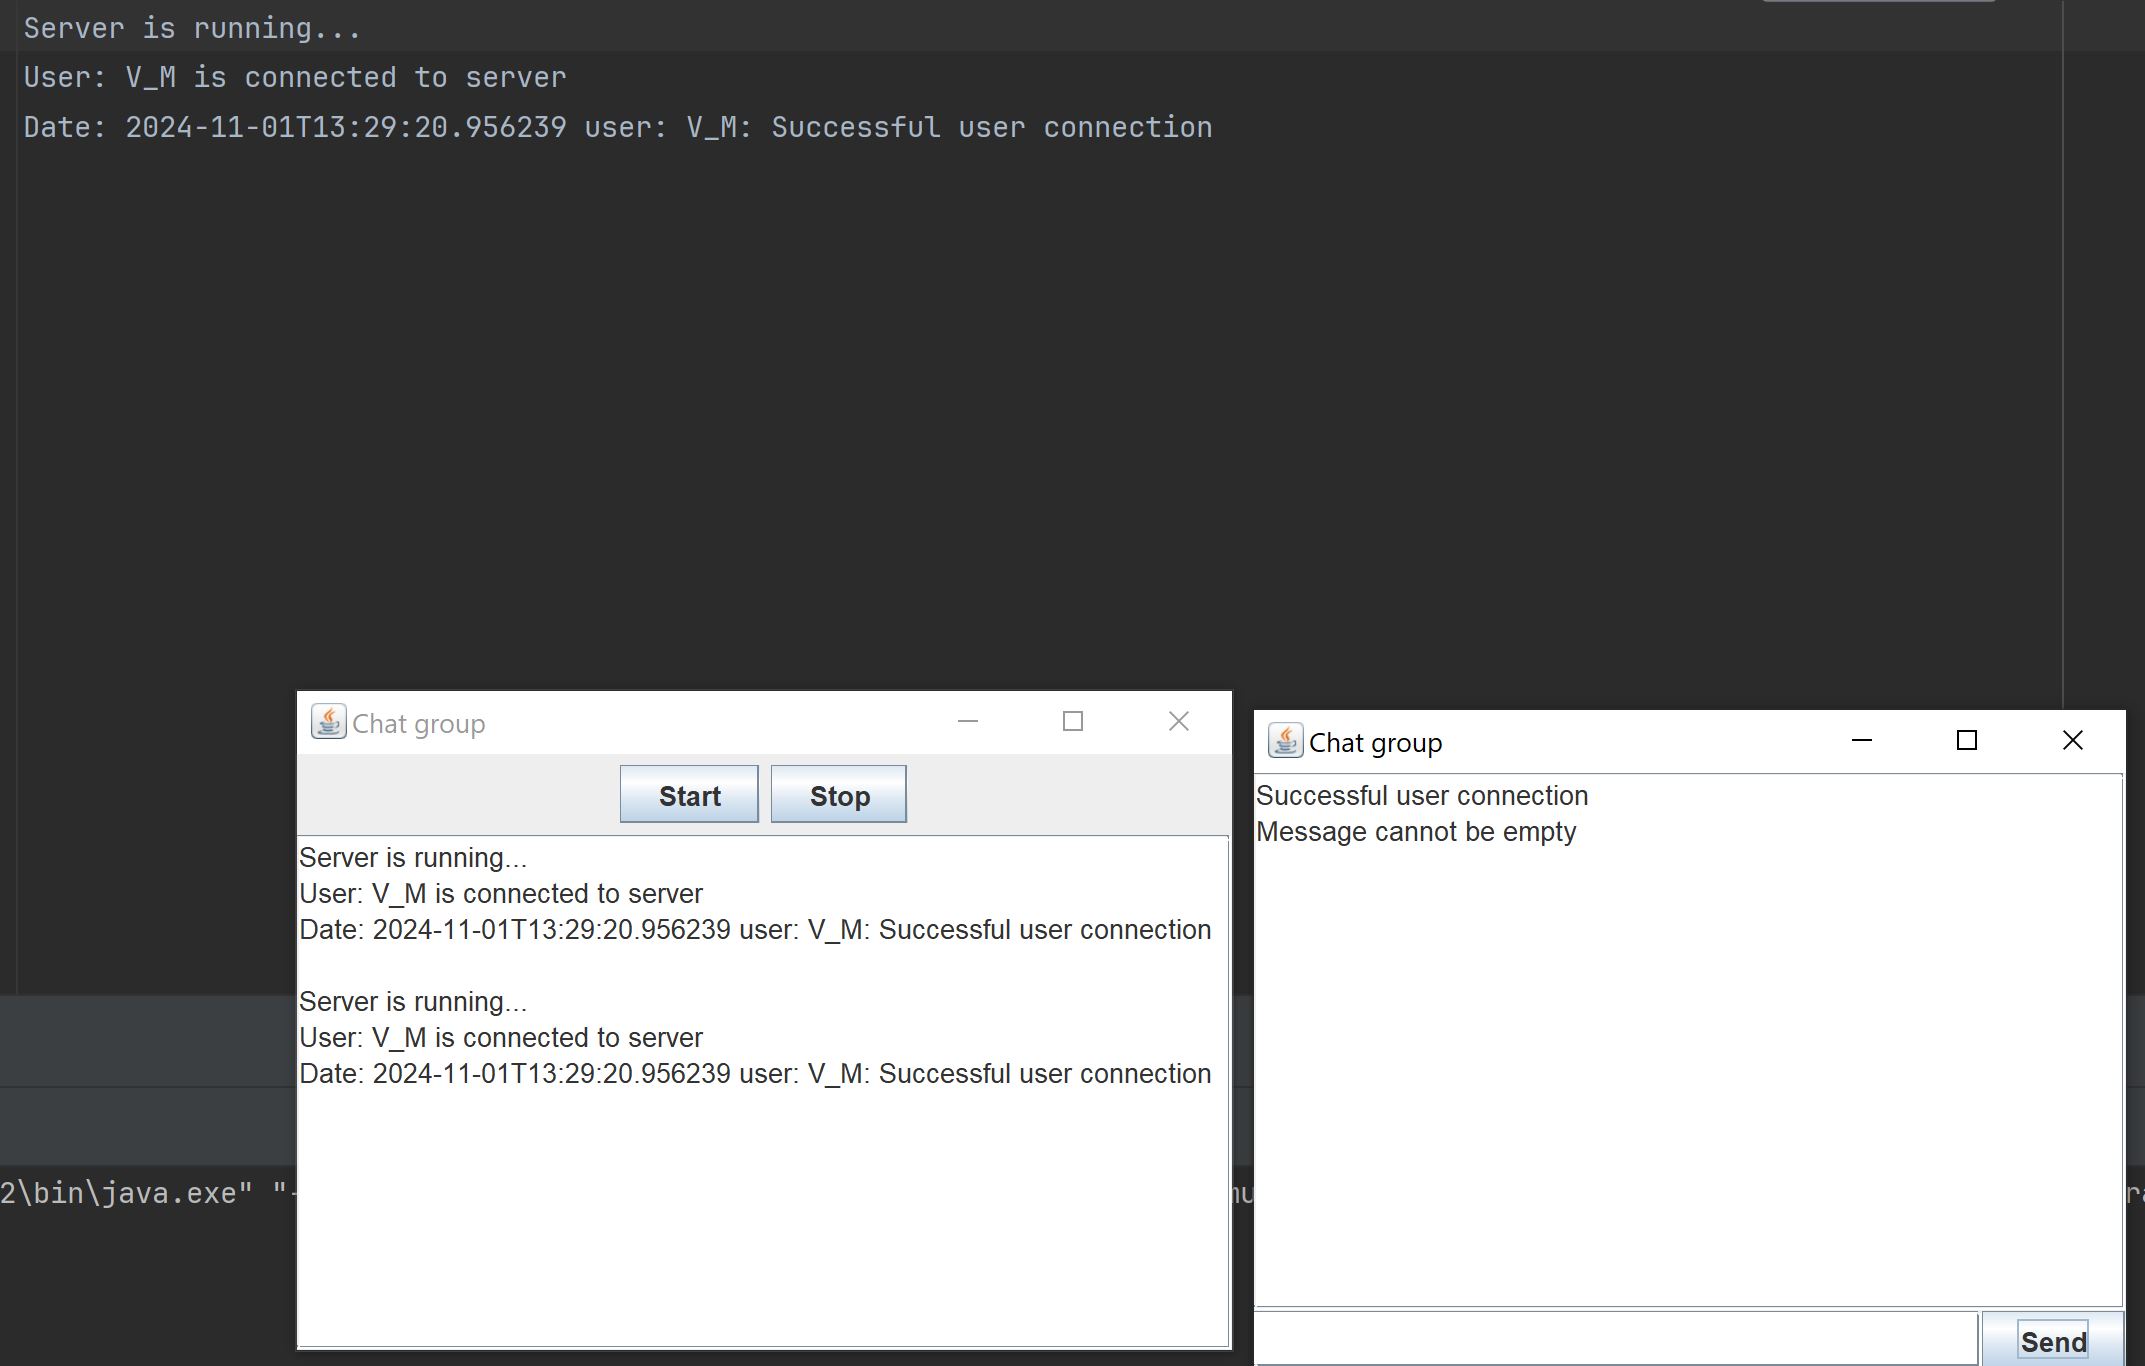 Server is running...
User: V_M is connected to server
Date: 2024-11-01T13:29:20.956239 user: V_M: Successful user connection
Chat group
Start Stop
Server is running...
User: V_M is connected to server
Date: 2024-11-01T13:29:20.956239 user: V_M: Successful user connection
Server is running...
User: V_M is connected to server
Date: 2024-11-01T13:29:20.956239 user: V_M: Successful user connection
Chat group
Successful user connection
Message cannot be empty
Send
2\bin\java.exe" "-